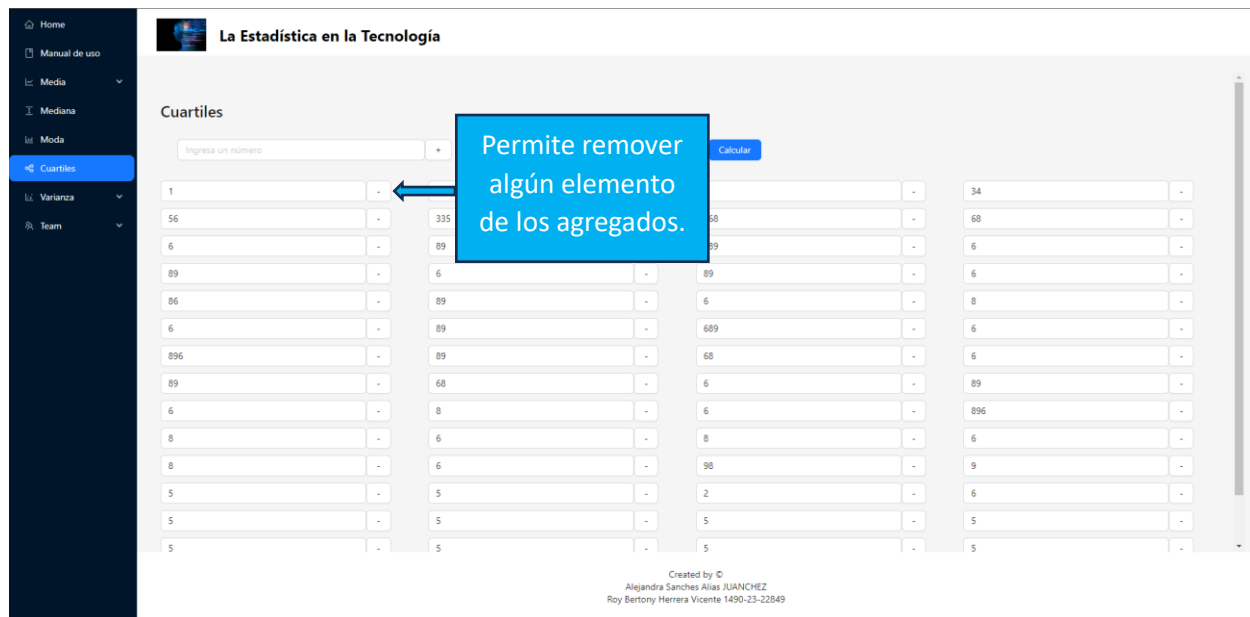 Home
La Estadística en la Tecnología
Manual de uso
Media
Mediana
Moda
Cuartiles
Varianza
Team
Cuartiles
Ingresa un número
+
Calcular
Permite remover
algún elemento
de los agregados.
1 - - 34 -
56 - 335 68 - 68 -
6 - 89 89 - 6 -
89 - 6 - 89 - 6 -
86 - 89 - 6 - 8 -
6 - 89 - 689 - 6 -
896 - 89 - 68 - 6 -
89 - 68 - 6 - 89 -
6 - 8 - 6 - 896 -
8 - 6 - 8 - 6 -
8 - 6 - 98 - 9 -
5 - 5 - 2 - 6 -
5 - 5 - 5 - 5 -
5 - 5 - 5 - 5 -
Created by ©
Alejandra Sanches Alias JUANCHEZ
Roy Bertony Herrera Vicente 1490-23-22849